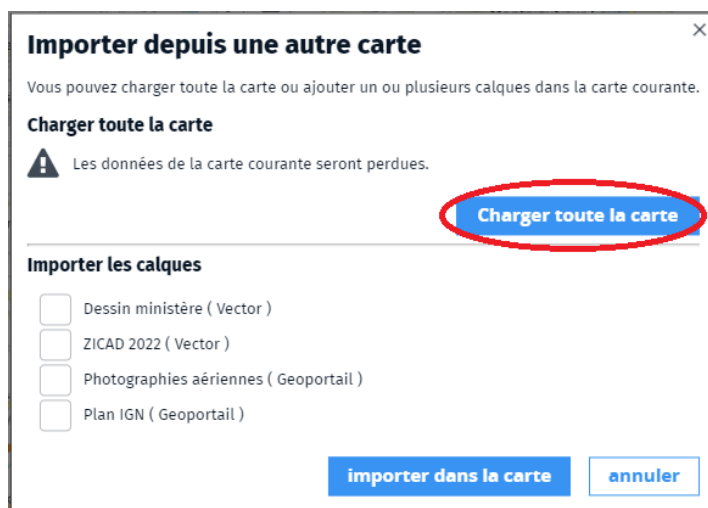 Importer depuis une autre carte
Vous pouvez charger toute la carte ou ajouter un ou plusieurs calques dans la carte courante.
Charger toute la carte
Les données de la carte courante seront perdues.
Charger toute la carte
Importer les calques
Dessin ministère ( Vector )
ZICAD 2022 ( Vector )
Photographies aériennes ( Geoportail )
Plan IGN ( Geoportail )
importer dans la carte annuler